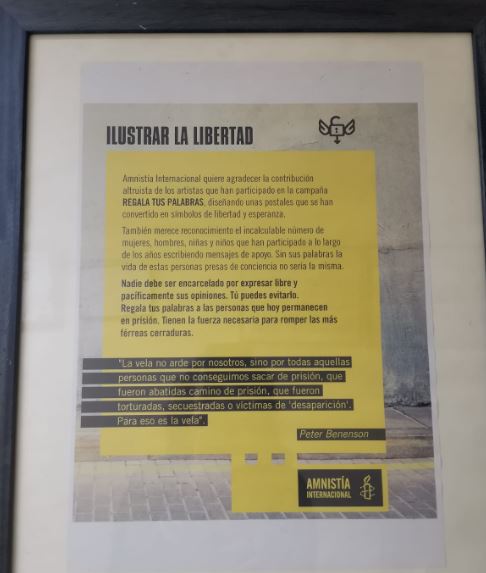 ILUSTRAR LA LIBERTAD
Amnistía Internacional quiere agradecer la contribución
altruista de los artistas que han participado en la campaña
REGALA TUS PALABRAS, diseñando unas postales que se han
convertido en símbolos de libertad y esperanza.
También merece reconocimiento el incalculable número de
mujeres, hombres, niñas y niños que han participado a lo largo
de los años escribiendo mensajes de apoyo. Sin sus palabras la
vida de estas personas presas de conciencia no sería la misma.
Nadie debe ser encarcelado por expresar libre y
pacíficamente sus opiniones. Tú puedes evitarlo.
Regala tus palabras a las personas que hoy permanecen
en prisión. Tienen la fuerza necesaria para romper las más
férreas cerraduras.
"La vela no arde por nosotros, sino por todas aquellas
personas que no conseguimos sacar de prisión, que
fueron abatidas camino de prisión, que fueron
torturadas, secuestradas o víctimas de 'desaparición'.
Para eso es la vela".
Peter Benenson
AMNISTÍA
INTERNACIONAL